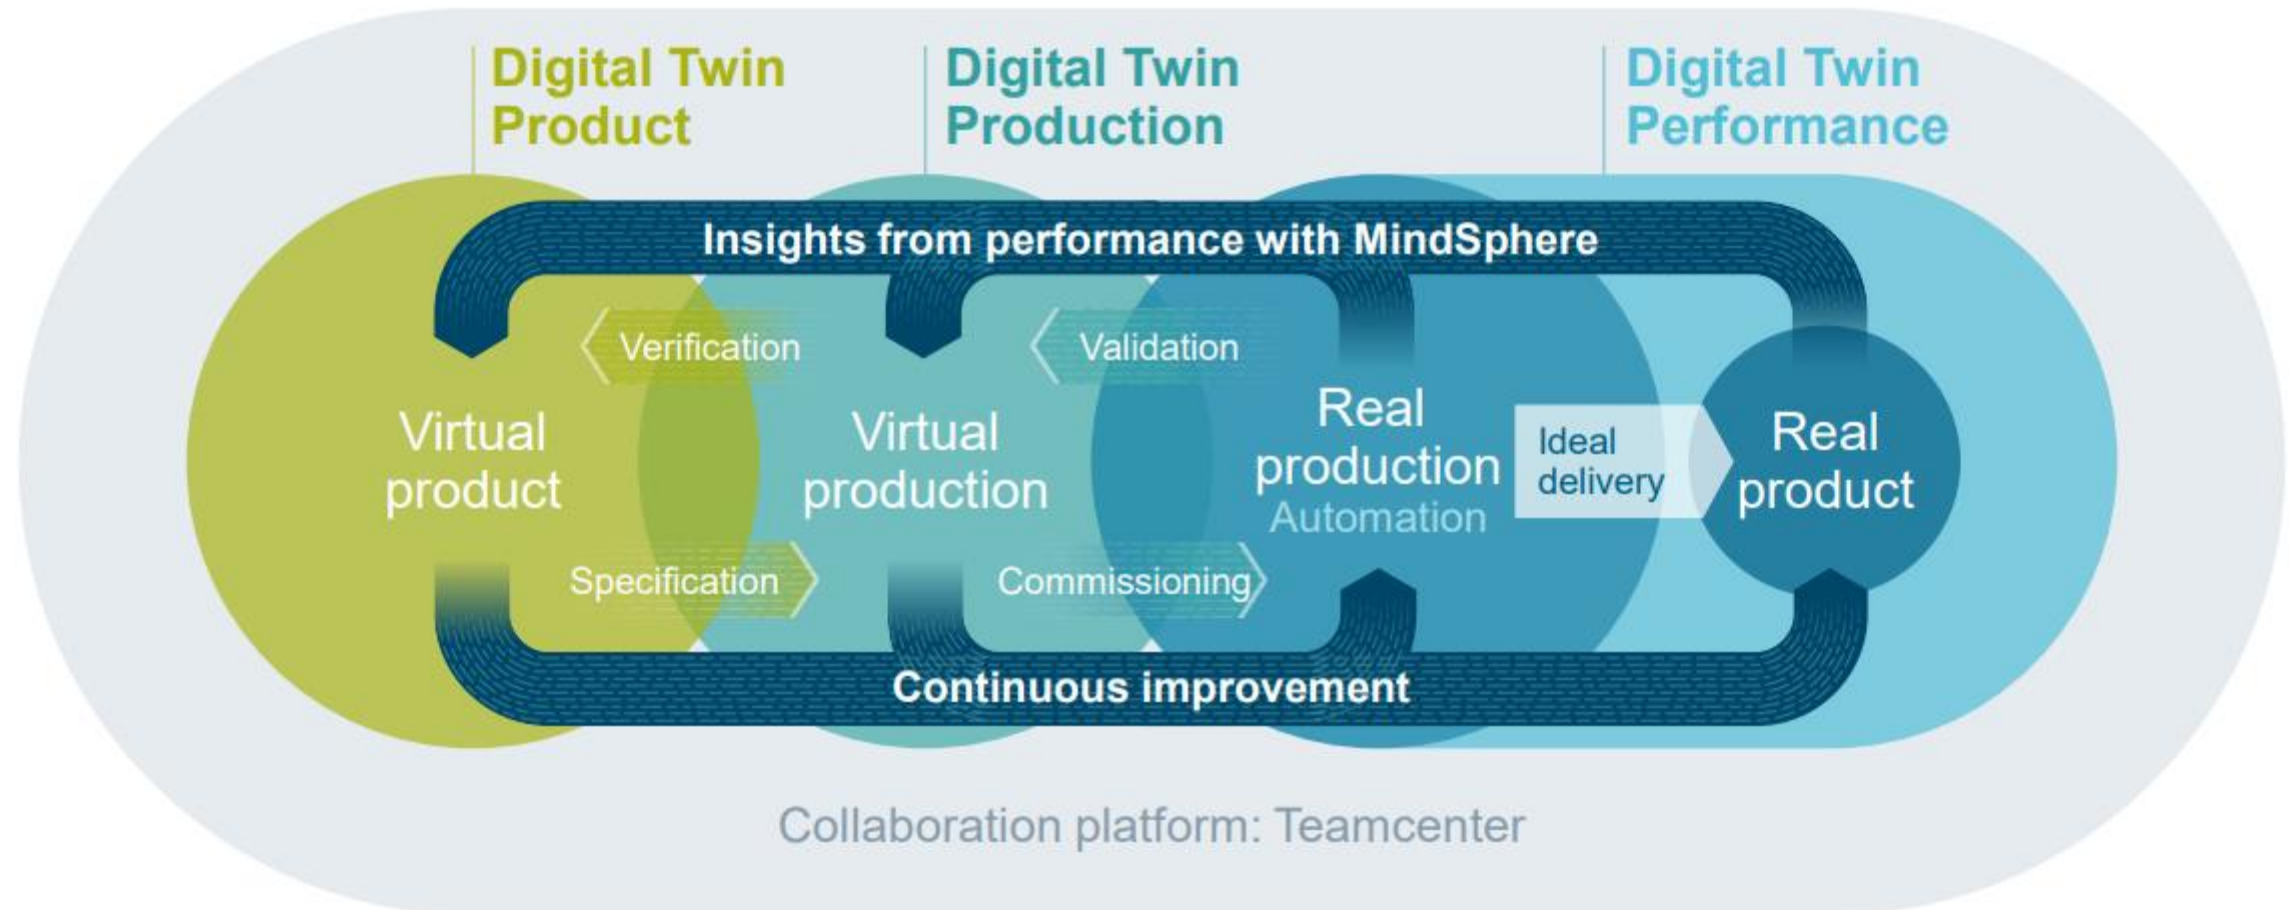 Digital Twin
Product
Digital Twin
Production
Digital Twin
Performance
Insights from performance with MindSphere
Verification
Validation
Virtual
product
Virtual
production
Real
production
Automation
Ideal
delivery
Real
product
Specification
Commissioning
Continuous improvement
Collaboration platform: Teamcenter